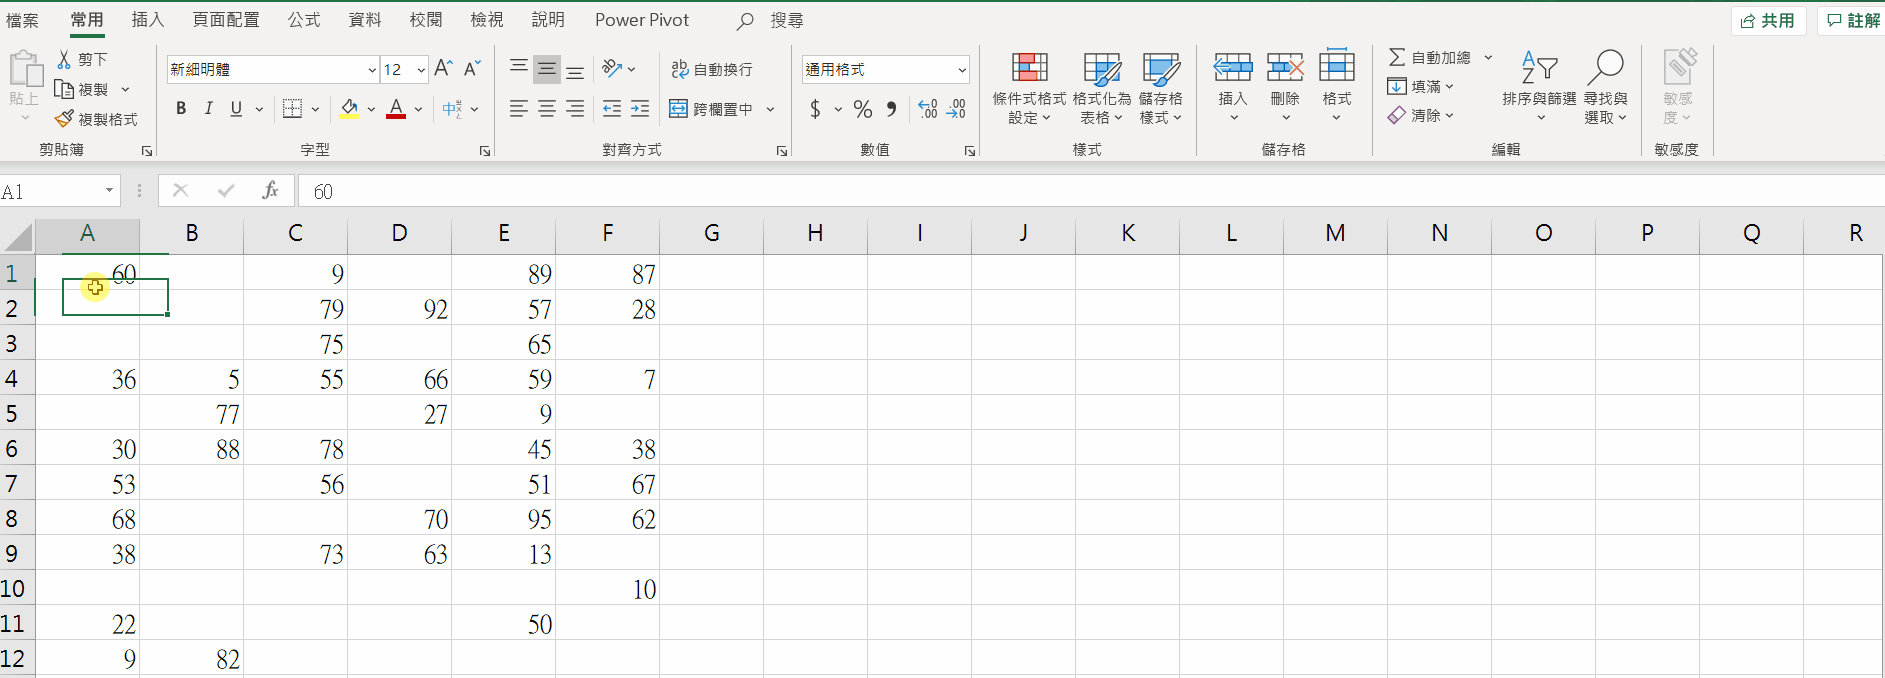 檔案 常用 插入 頁面配置 公式 資料 校閱 檢視 說明 Power Pivot 搜尋 共用 註解
貼上 剪下 複製 複製格式
剪貼簿
新細明體 12 A A
B I U A 中
字型
ab c 自動換行
跨欄置中
對齊方式
通用格式
$ % , .00 .00
數值
條件式格式設定 格式化為表格 儲存格樣式
樣式
插入 刪除 格式
儲存格
自動加總 填滿 清除 排序與篩選 尋找與選取
編輯
敏感度
敏感度
A1 fx 60
A B C D E F G H I J K L M N O P Q R
1 60 9 89 87
2 79 92 57 28
3 75 65
4 36 5 55 66 59 7
5 77 27 9
6 30 88 78 45 38
7 53 56 51 67
8 68 70 95 62
9 38 73 63 13
10 10
11 22 50
12 9 82